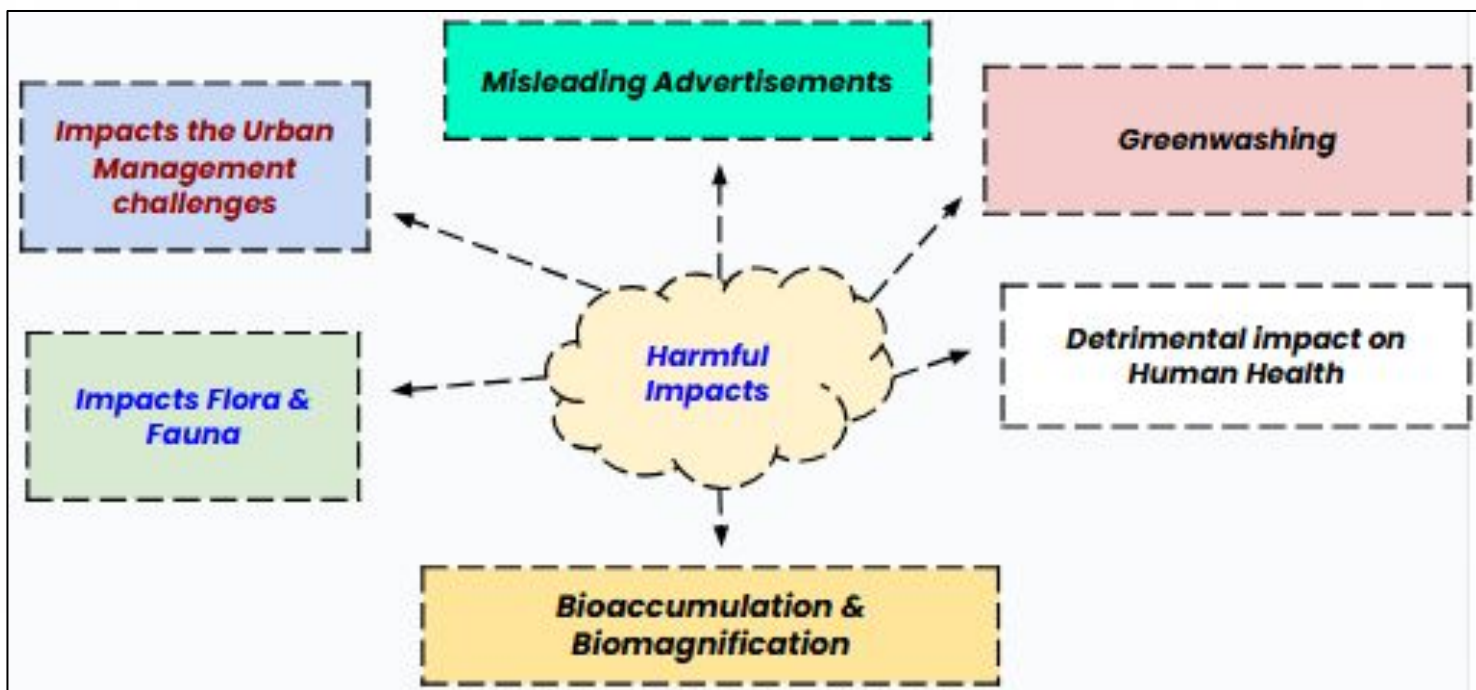 Misleading Advertisements
Impacts the Urban
Management
challenges
Greenwashing
Harmful
Impacts
Detrimental impact on
Human Health
Impacts Flora &
Fauna
Bioaccumulation &
Biomagnification